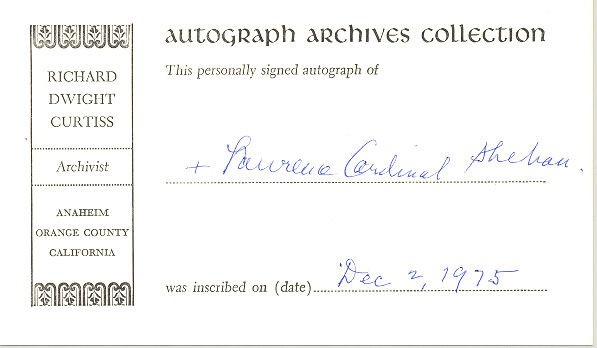 AUTOGRAPH ARCHIVES COLLECTION
This personally signed autograph of
+ Lawrence Cardinal Shehan.
was inscribed on (date) Dec 2, 1975
RICHARD
DWIGHT
CURTISS
Archivist
ANAHEIM
ORANGE COUNTY
CALIFORNIA